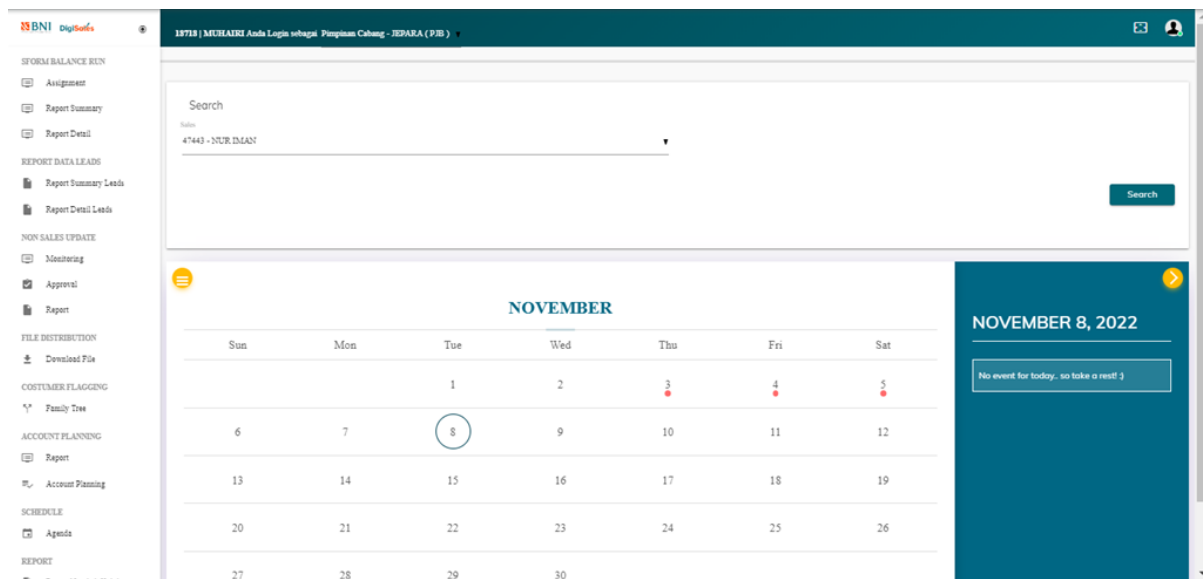 BNI DigiSales
13713 | MUHAIRI Anda Login sebagai Pimpinan Cabang - JEPARA ( PJB )
SFORM BALANCE RUN
Assignment
Report Summary
Report Detail
REPORT DATA LEADS
Report Summary Leads
Report Detail Leads
NON SALES UPDATE
Monitoring
Approval
Report
FILE DISTRIBUTION
Download File
COSTUMER FLAGGING
Family Tree
ACCOUNT PLANNING
Report
Account Planning
SCHEDULE
Agenda
REPORT
Search
Sales
47443 - NUR IMAN
Search
NOVEMBER
Sun Mon Tue Wed Thu Fri Sat
1 2 3 4 5
6 7 8 9 10 11 12
13 14 15 16 17 18 19
20 21 22 23 24 25 26
27 28 29 30
NOVEMBER 8, 2022
No event for today.. so take a rest! :)